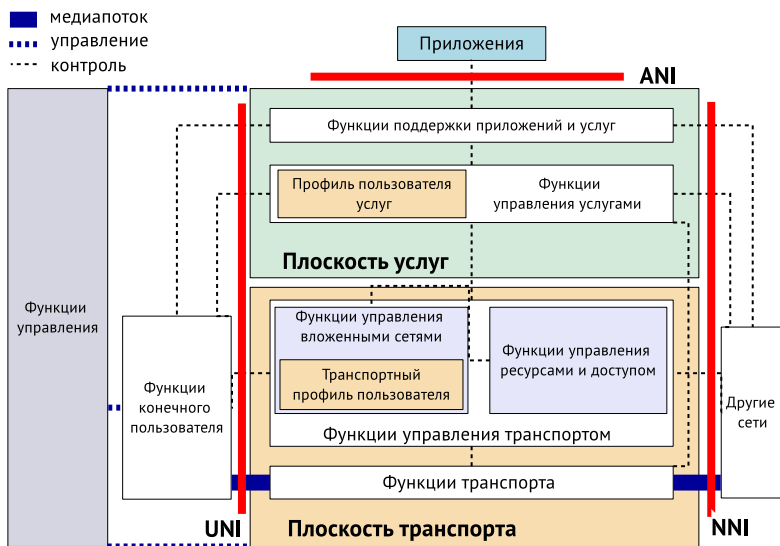 медиапоток
управление
контроль
Приложения
ANI
Функции поддержки приложений и услуг
Профиль пользователя
услуг
Функции
управления услугами
Плоскость услуг
Функции
управления
Функции управления
вложенными сетями
Транспортный
профиль пользователя
Функции управления
ресурсами и доступом
Функции управления транспортом
Функции
конечного
пользователя
Другие
сети
Функции транспорта
UNI
Плоскость транспорта
NNI